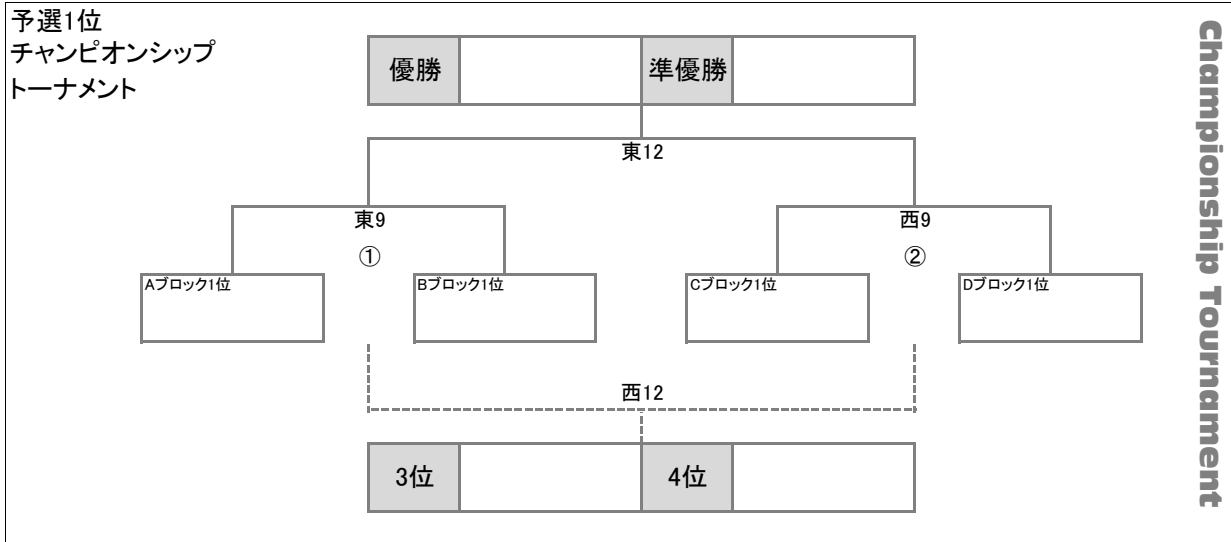 予選1位
チャンピオンシップ
トーナメント
優勝
準優勝
東12
東9
西9
①
②
Aブロック1位
Bブロック1位
Cブロック1位
Dブロック1位
西12
3位
4位
Championship Tournament